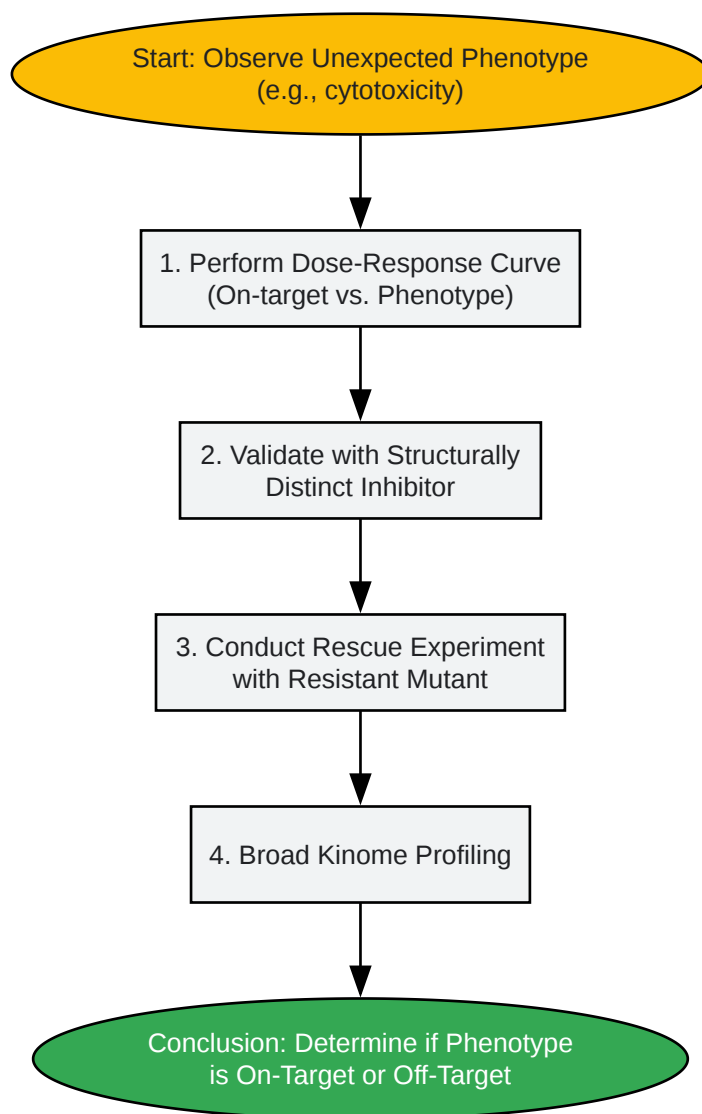 Start: Observe Unexpected Phenotype
(e.g., cytotoxicity)
1. Perform Dose-Response Curve
(On-target vs. Phenotype)
2. Validate with Structurally
Distinct Inhibitor
3. Conduct Rescue Experiment
with Resistant Mutant
4. Broad Kinome Profiling
Conclusion: Determine if Phenotype
is On-Target or Off-Target